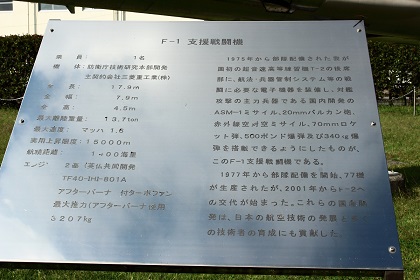 F-1 支援戦闘機
乗員: 1名
機体: 防衛庁技術研究本部開発
主契約会社三菱重工業(株)
全長: 17.9m
全幅: 7.9m
全高: 4.5m
最大離陸重量: 13.7ton
最大速度: マッハ1.6
実用上昇限度: 15000m
航続距離: 1400海里
エンジン: 2基(英仏共同開発
TF40-IHI-801A
アフターバーナ付ターボファン
最大推力(アフターバーナ使用
3207kg
1975年から部隊配備された我が
国初の超音速高等練習機T-2の後席
部に、航法・兵器管制システム等の戦
闘に必要な電子機器を装備し、対艦
攻撃の主力兵器である国内開発の
ASM-1ミサイル、20mmバルカン砲、
赤外線空対空ミサイル、70mmロケ
ット弾、500ポンド爆弾及び340kg爆
弾を搭載できるようにしたものが、
このF-1支援戦闘機である。
1977年から部隊配備を開始、77機
が生産されたが、2001年からF-2へ
の交代が始まった。これらの国産開
発は、日本の航空技術の発展とその
技術者の育成にも貢献した。